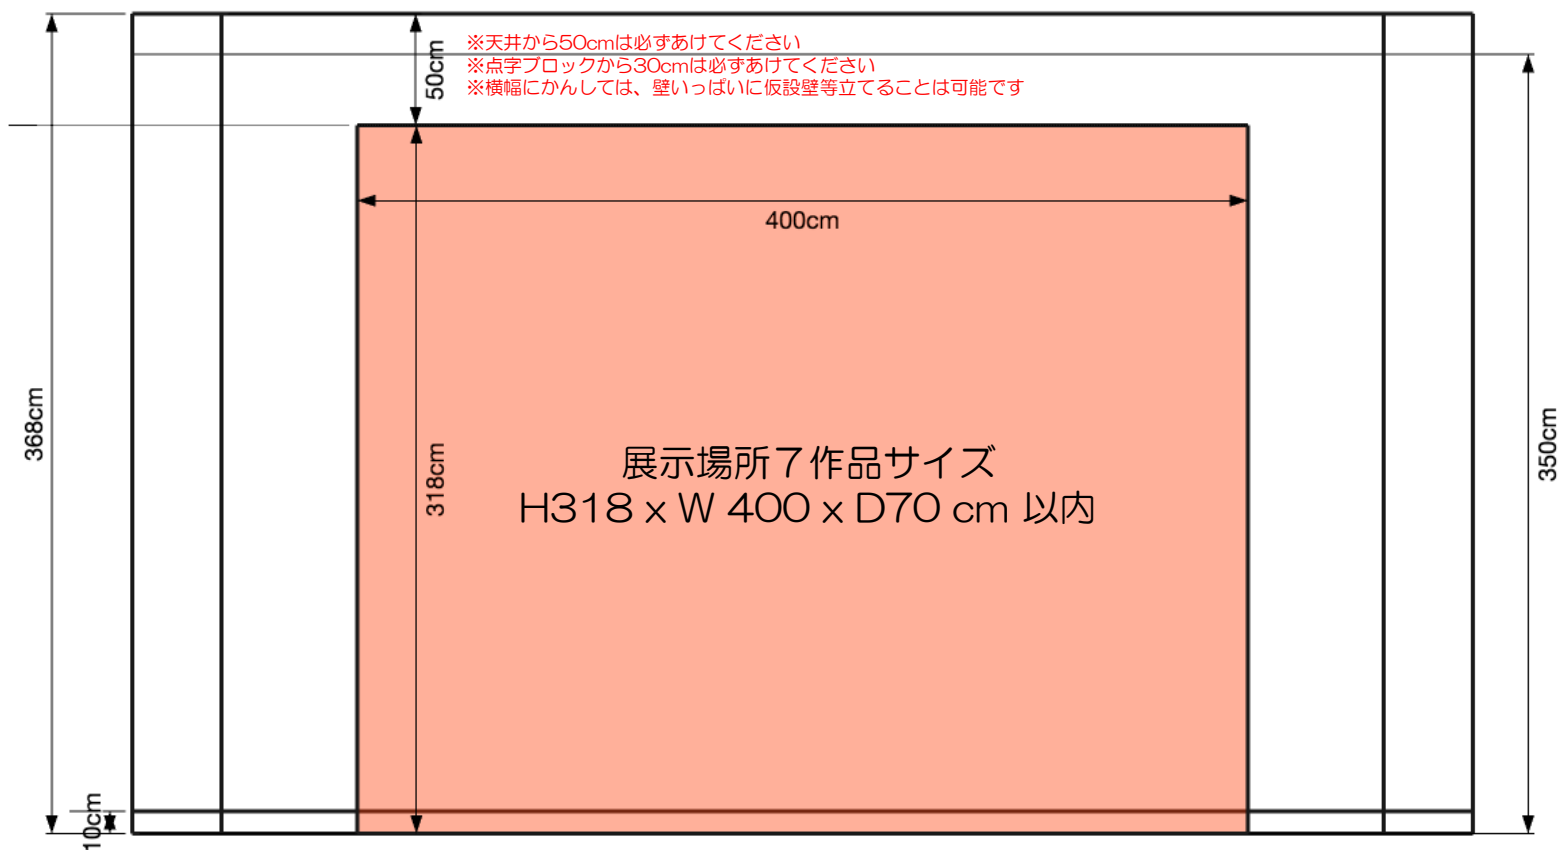 ※天井から50cmは必ずあけてください
※点字ブロックから30cmは必ずあけてください
※横幅にかんしては、壁いっぱいに仮設壁等立てることは可能です
50cm
400cm
368cm
318cm
350cm
展示場所７作品サイズ
H318 x W 400 x D70 cm 以内
10cm